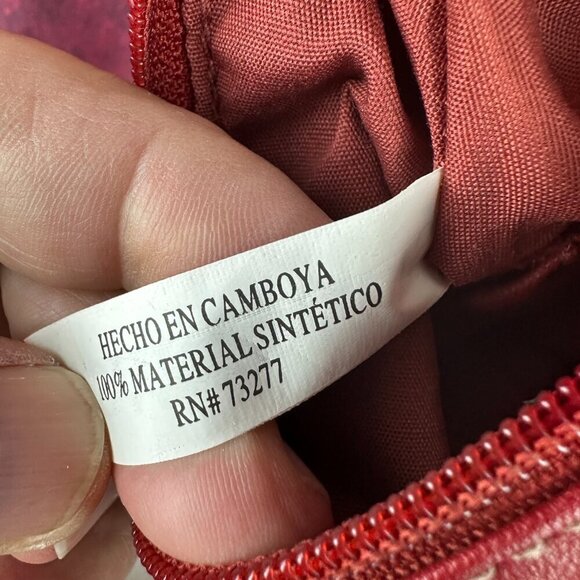 HECHO EN CAMBOYA
100% MATERIAL SINTÉTICO
RN# 73277